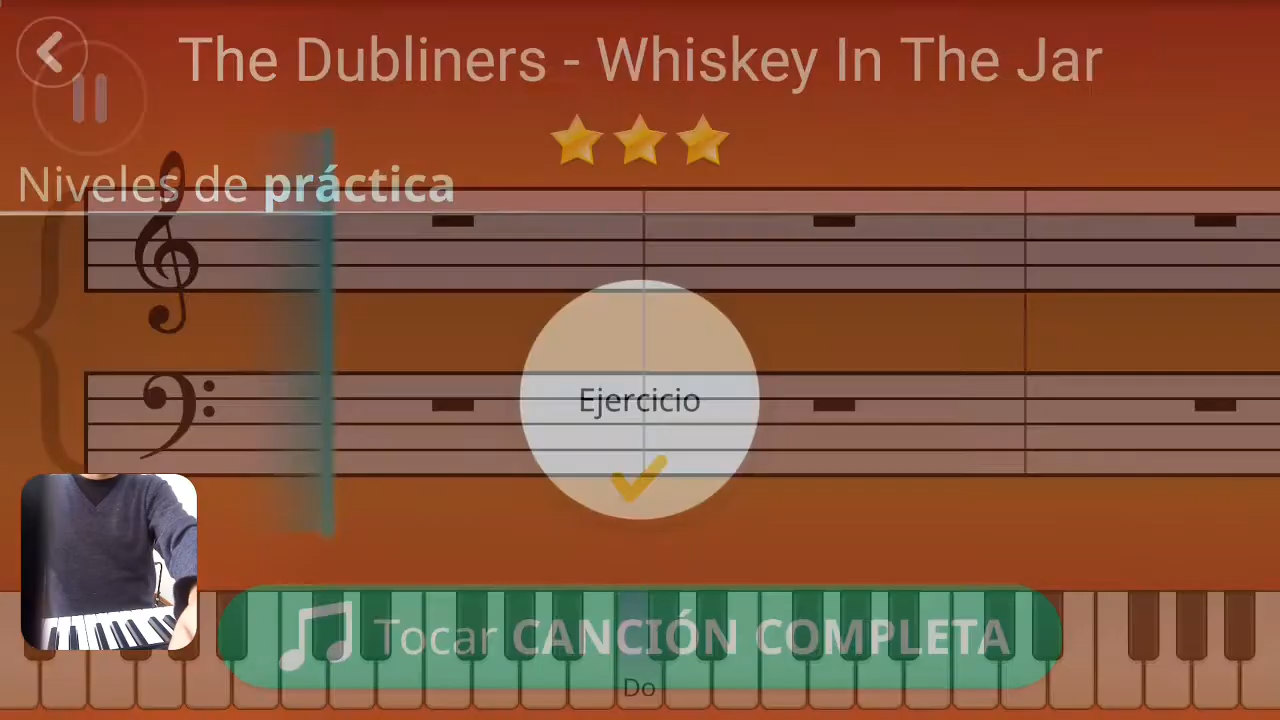 The Dubliners - Whiskey In The Jar
Niveles de práctica
Ejercicio
Tocar CANCIÓN COMPLETA
Do